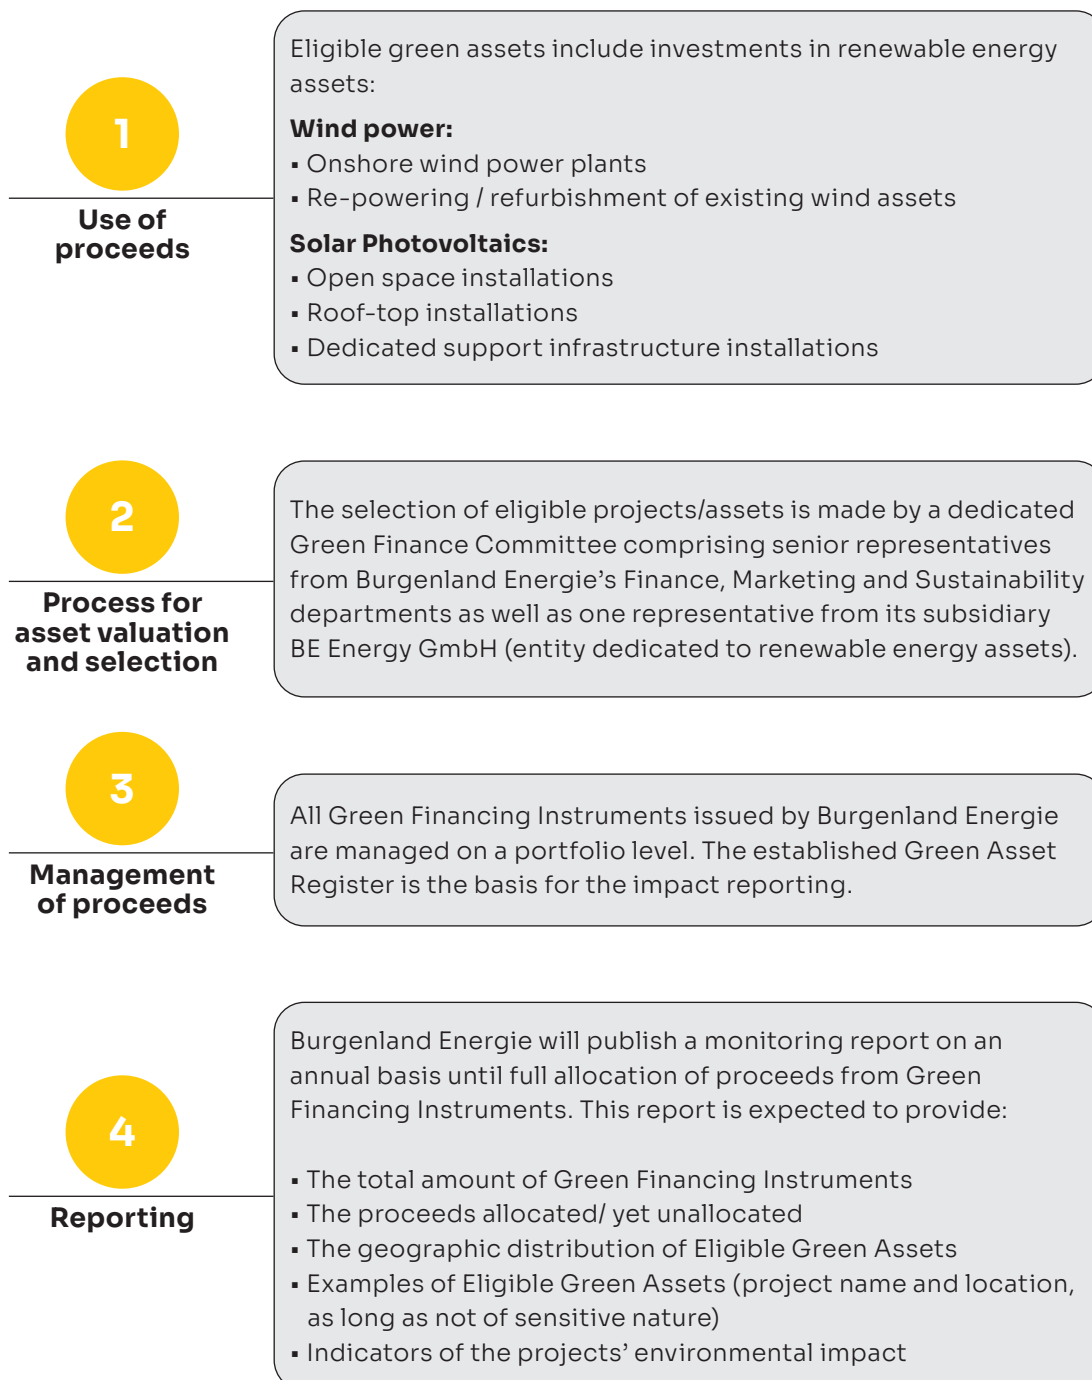 1
Use of
proceeds
Eligible green assets include investments in renewable energy
assets:
Wind power:
▪ Onshore wind power plants
▪ Re-powering / refurbishment of existing wind assets
Solar Photovoltaics:
▪ Open space installations
▪ Roof-top installations
▪ Dedicated support infrastructure installations
2
Process for
asset valuation
and selection
The selection of eligible projects/assets is made by a dedicated
Green Finance Committee comprising senior representatives
from Burgenland Energie’s Finance, Marketing and Sustainability
departments as well as one representative from its subsidiary
BE Energy GmbH (entity dedicated to renewable energy assets).
3
Management
of proceeds
All Green Financing Instruments issued by Burgenland Energie
are managed on a portfolio level. The established Green Asset
Register is the basis for the impact reporting.
4
Reporting
Burgenland Energie will publish a monitoring report on an
annual basis until full allocation of proceeds from Green
Financing Instruments. This report is expected to provide:
▪ The total amount of Green Financing Instruments
▪ The proceeds allocated/ yet unallocated
▪ The geographic distribution of Eligible Green Assets
▪ Examples of Eligible Green Assets (project name and location,
as long as not of sensitive nature)
▪ Indicators of the projects’ environmental impact